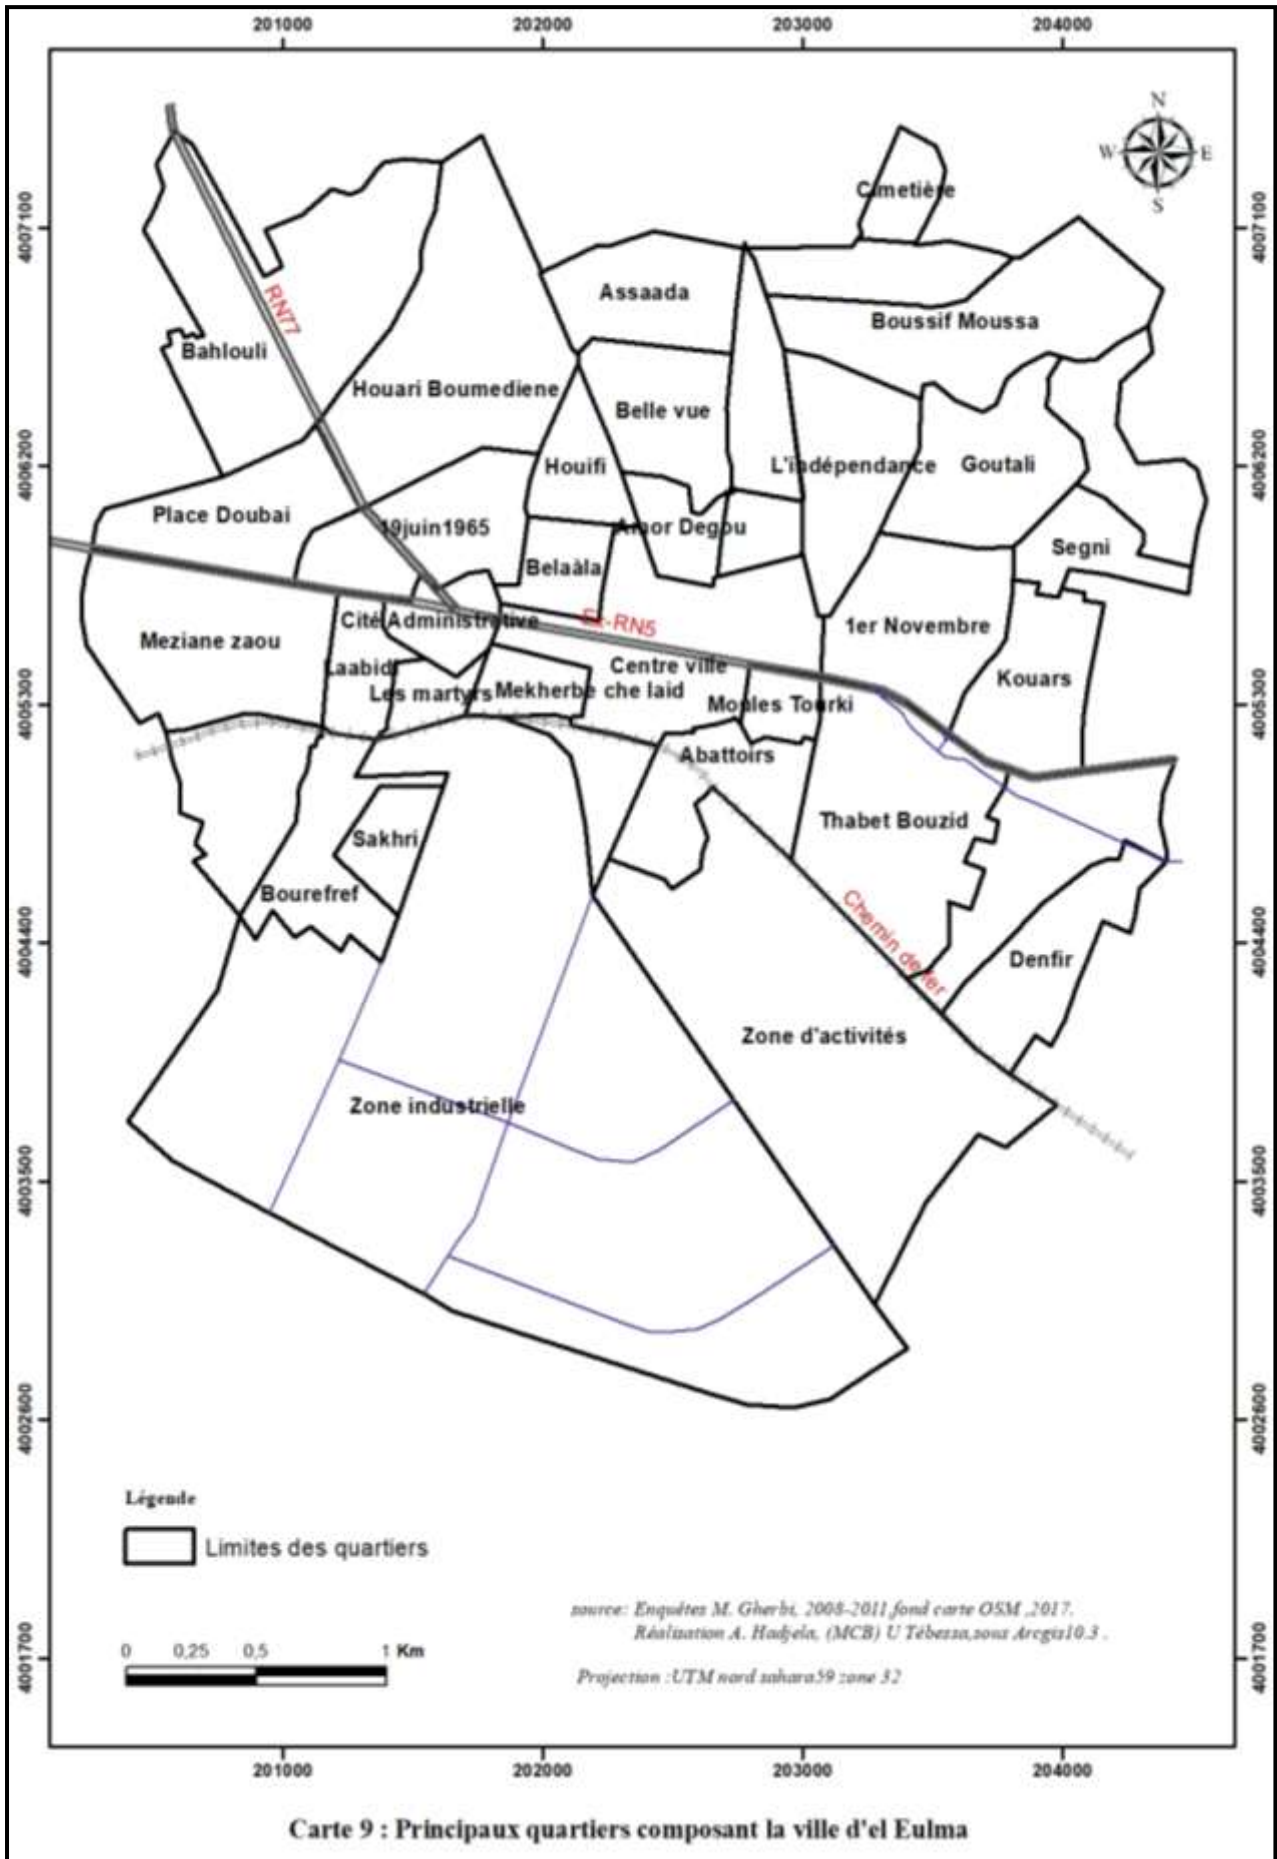 201000 202000 203000 204000
N
W E
S
Cimetière
4007100 4007100
Assaada
RN77
Boussif Moussa
Bahlouli
Houari Boumediene
Belle vue
4006200 4006200
Houifi L'indépendance Goutali
Place Doubai
19juin1965 Amor Degou
Segni
Belaàla
Ex-RN5
Cité Administrative 1er Novembre
Meziane zaou
Laabidi Centre ville
Kouars
Les martyrs Mekherbeche laid
4005300 4005300
Monles Tourki
Abattoirs
Thabet Bouzid
Sakhri
Bourefref
Chemin de fer
4004400 4004400
Denfir
Zone d'activités
Zone industrielle
4003500 4003500
4002600 4002600
Légende
Limites des quartiers
source: Enquêtes M. Gherbi, 2008-2011,fond carte OSM ,2017.
Réalisation A. Hadjela, (MCB) U Tébessa,sous Arcgis10.3 .
0 0,25 0,5 1 Km
4001700 4001700
Projection :UTM nord sahara59 zone 32
201000 202000 203000 204000
Carte 9 : Principaux quartiers composant la ville d'el Eulma